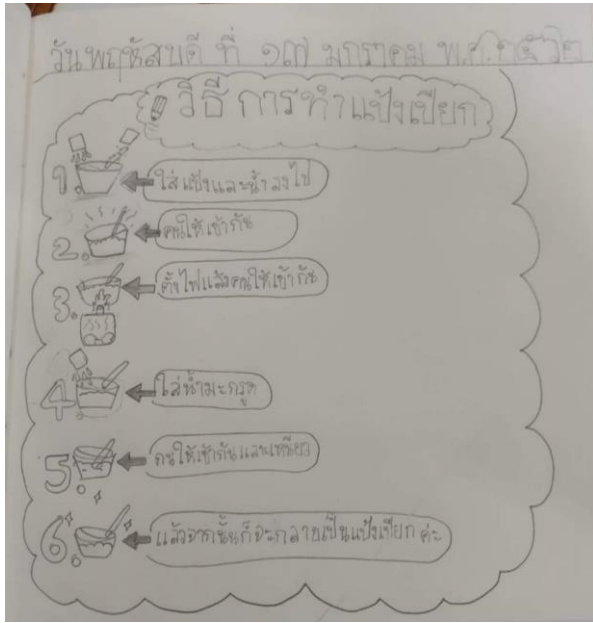 วันพฤหัสบดี ที่ ๑๗ มกราคม พ.ศ.๒๕๖๒
วิธีการทำแป้งเปียก
1. ใส่แป้งและน้ำลงไป
2. คนให้เข้ากัน
3. ตั้งไฟแล้วคนให้เข้ากัน
4. ใส่น้ำมะกรูด
5. คนให้เข้ากันและเหนียว
6. แล้วจากนั้นก็จะกลายเป็นแป้งเปียกค่ะ